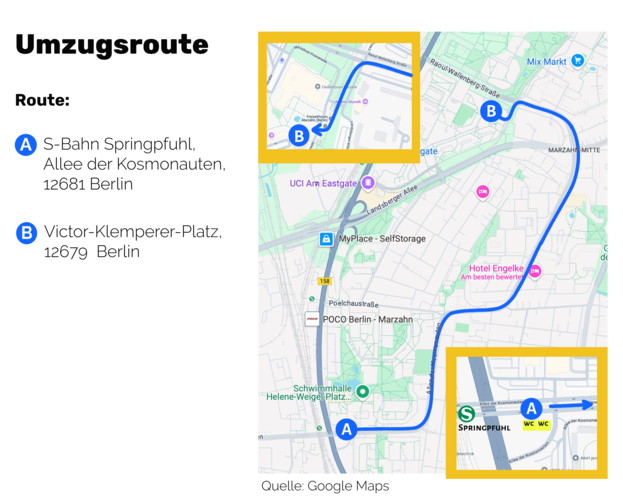 Umzugsroute
Route:
A S-Bahn Springpfuhl,
Allee der Kosmonauten,
12681 Berlin
B Victor-Klemperer-Platz,
12679 Berlin
B
Mix Markt
Raoul-Wallenberg-Straße
B
MARZAHN-MITTE
UCI Am Eastgate
Landsberger Allee
MyPlace - SelfStorage
Hotel Engelke
Am besten bewertet
158
Poelchaustraße
POCO Berlin - Marzahn
Schwimmhalle
Helene-Weigel Platz...
A
S
SPRINGPFUHL
A
WC WC
Quelle: Google Maps